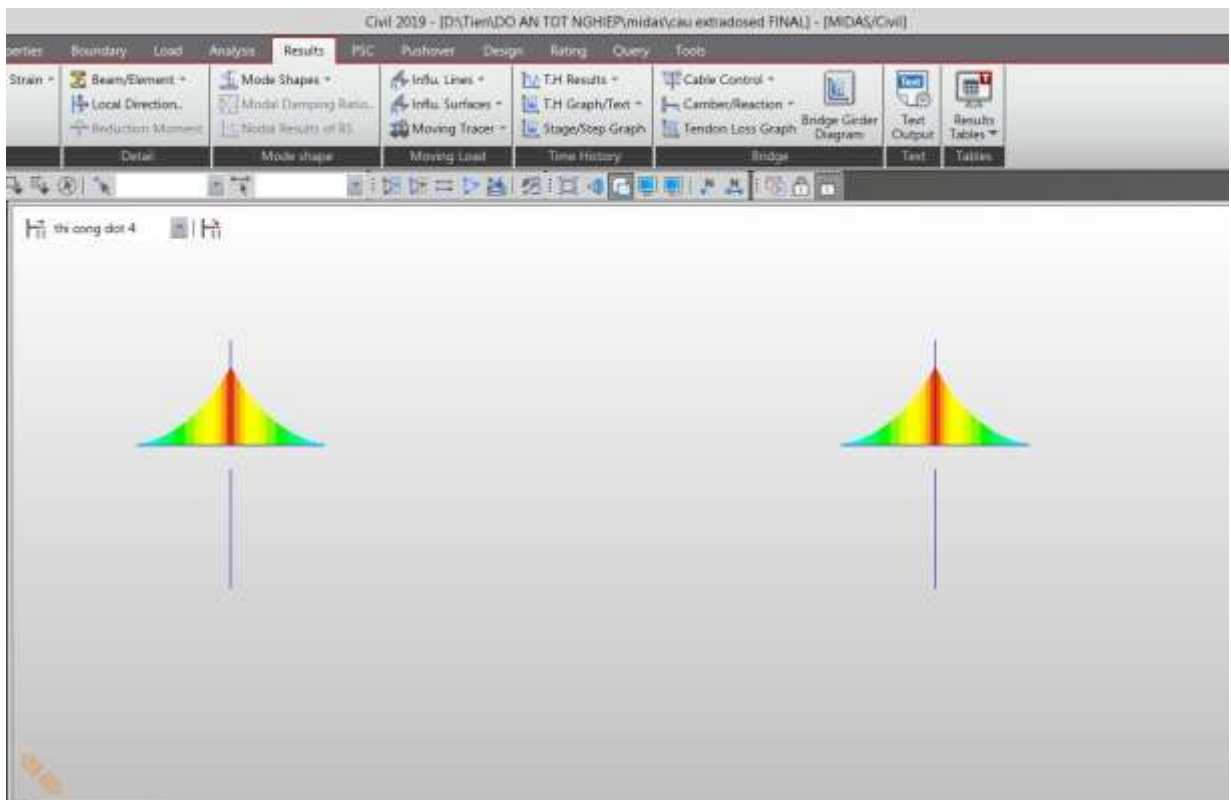 Civil 2019 - [D:\Tien\DO AN TOT NGHIEP\midas\cau extradosed FINAL] - [MIDAS/Civil]
perties Boundary Load Analysis Results PSC Pushover Design Rating Query Tools
Strain Beam/Element Mode Shapes Influ. Lines T.H Results Cable Control
Local Direction.. Modal Damping Ratio.. Influ. Surfaces T.H Graph/Text Camber/Reaction Bridge Girder Diagram Text Output Results Tables
Reduction Moment Nodal Results of RS.. Moving Tracer Stage/Step Graph Tendon Loss Graph
Detail Mode shape Moving Load Time History Bridge Text Tables
thi cong dot 4